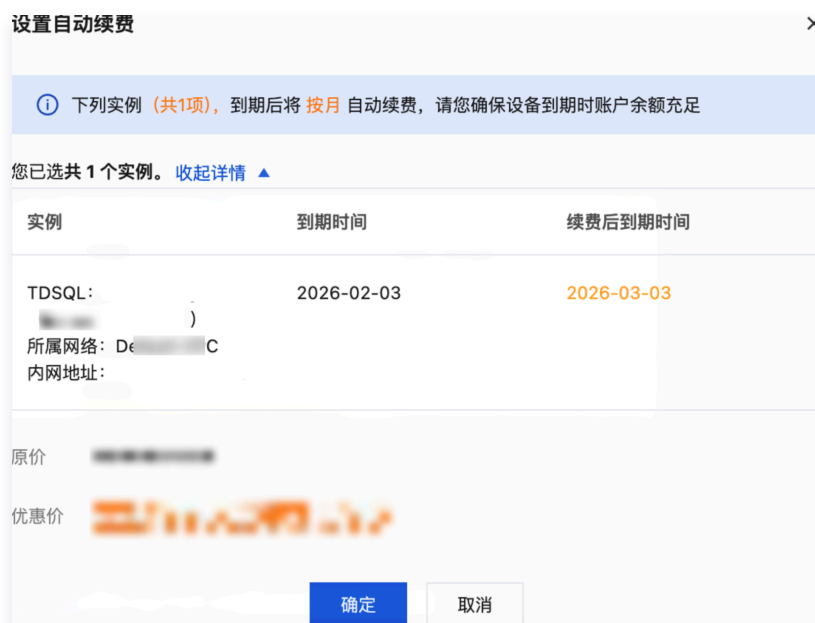 设置自动续费
下列实例（共1项），到期后将 按月 自动续费，请您确保设备到期时账户余额充足
您已选共 1 个实例。 收起详情
实例 到期时间 续费后到期时间
TDSQL: 2026-02-03 2026-03-03
)
所属网络: C
内网地址:
原价
优惠价
确定 取消